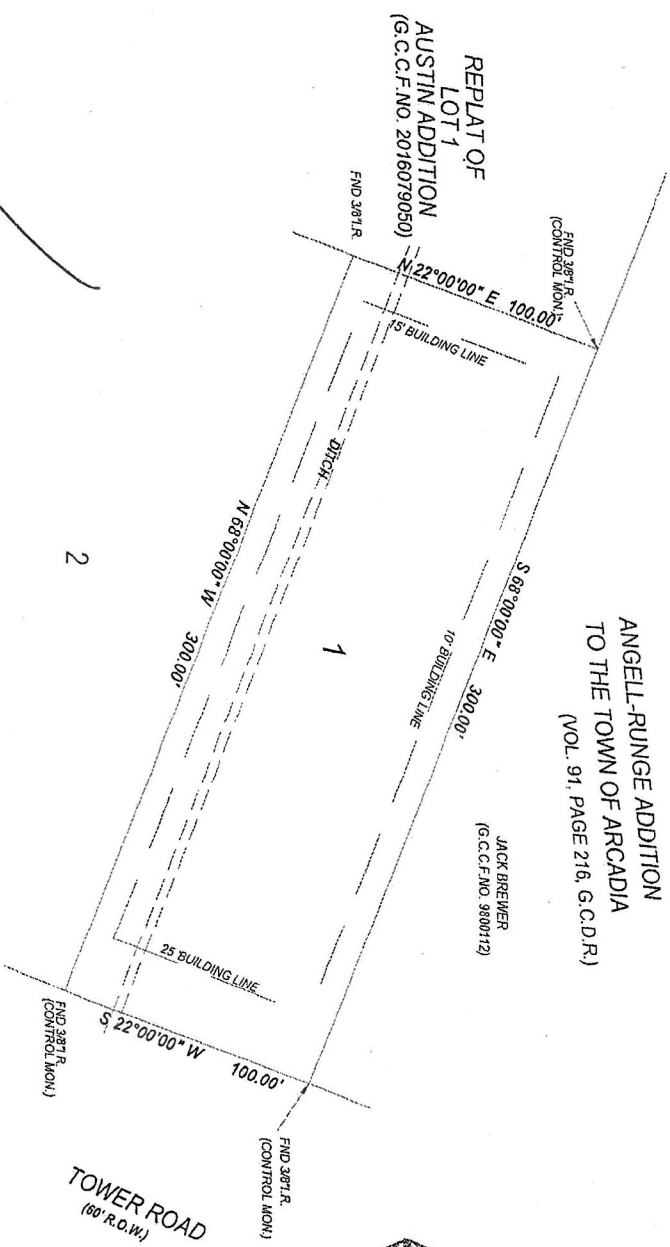 REPLAT OF
LOT 1
AUSTIN ADDITION
(G.C.C.F.NO. 2016079050)
ANGELL-RUNGE ADDITION
TO THE TOWN OF ARCADIA
(VOL. 91, PAGE 216, G.C.D.R.)
FND 3/8" I.R.
(CONTROL MON.)
FND 3/8" I.R.
N 22°00'00" E 100.00'
15' BUILDING LINE
S 68°00'00" E 300.00'
10' BUILDING LINE
JACK BREWER
(G.C.C.F.NO. 9800112)
DITCH
1
N 68°00'00" W 300.00'
2
25' BUILDING LINE
S 22°00'00" W 100.00'
FND 3/8" I.R.
(CONTROL MON.)
FND 3/8" I.R.
(CONTROL MON.)
TOWER ROAD
(60' R.O.W.)